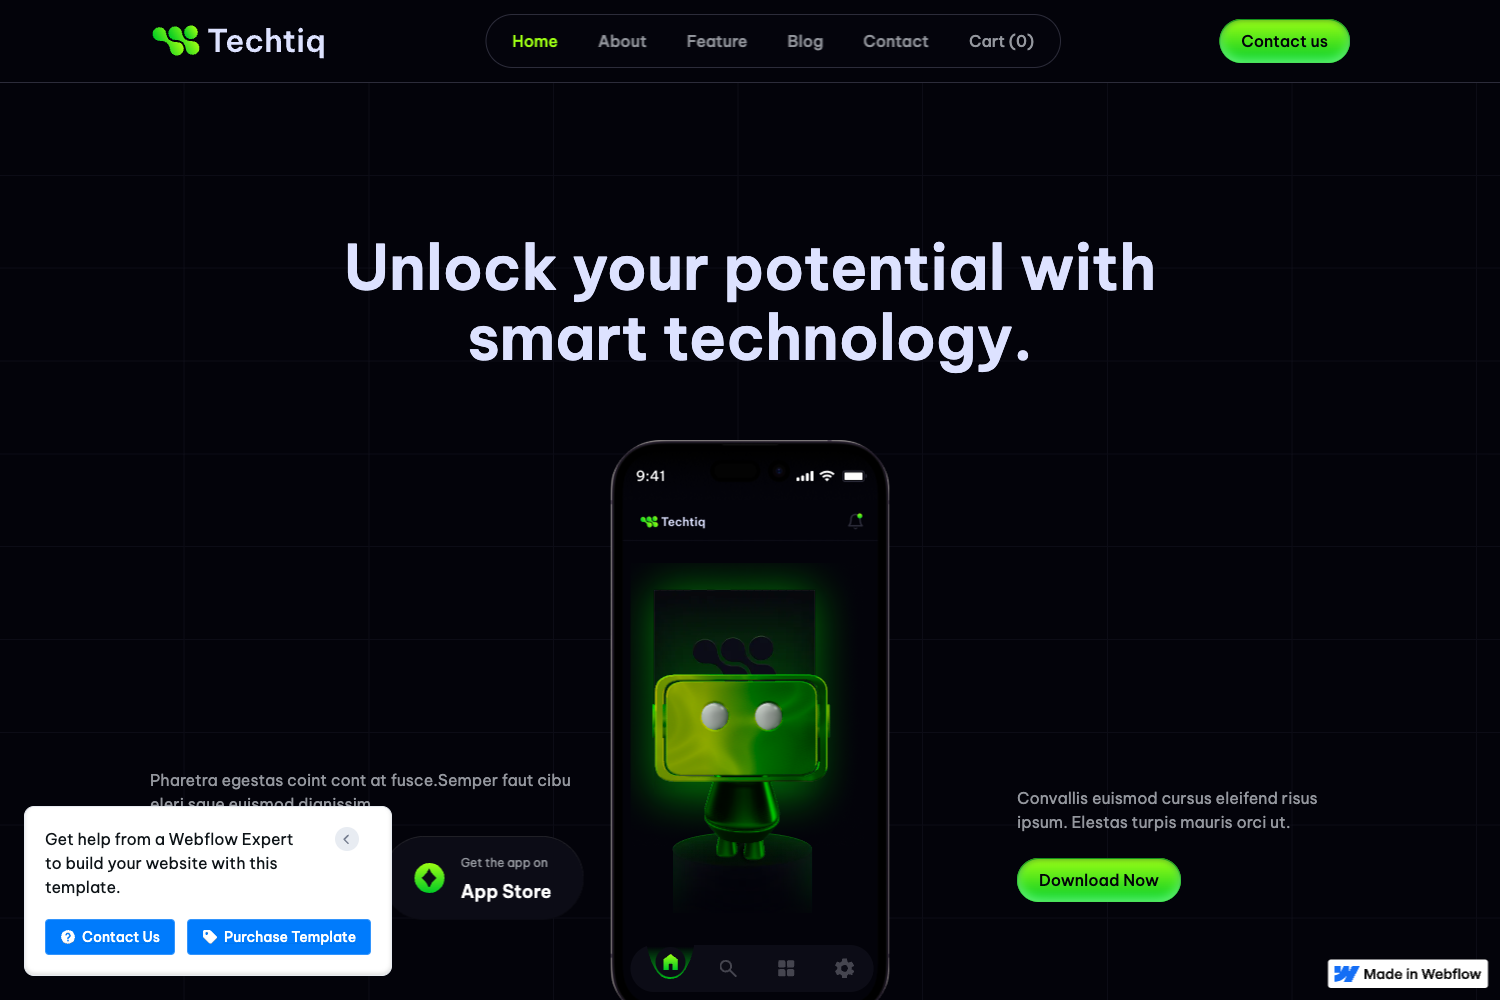 Techtiq
Home
About
Feature
Blog
Contact
Cart (0)
Contact us
Unlock your potential with
smart technology.
9:41
Techtiq
Pharetra egestas coint cont at fusce.Semper faut cibu
eleri sque euismod dignissim
Get the app on
App Store
Convallis euismod cursus eleifend risus
ipsum. Elestas turpis mauris orci ut.
Download Now
Get help from a Webflow Expert
to build your website with this
template.
Contact Us
Purchase Template
Made in Webflow